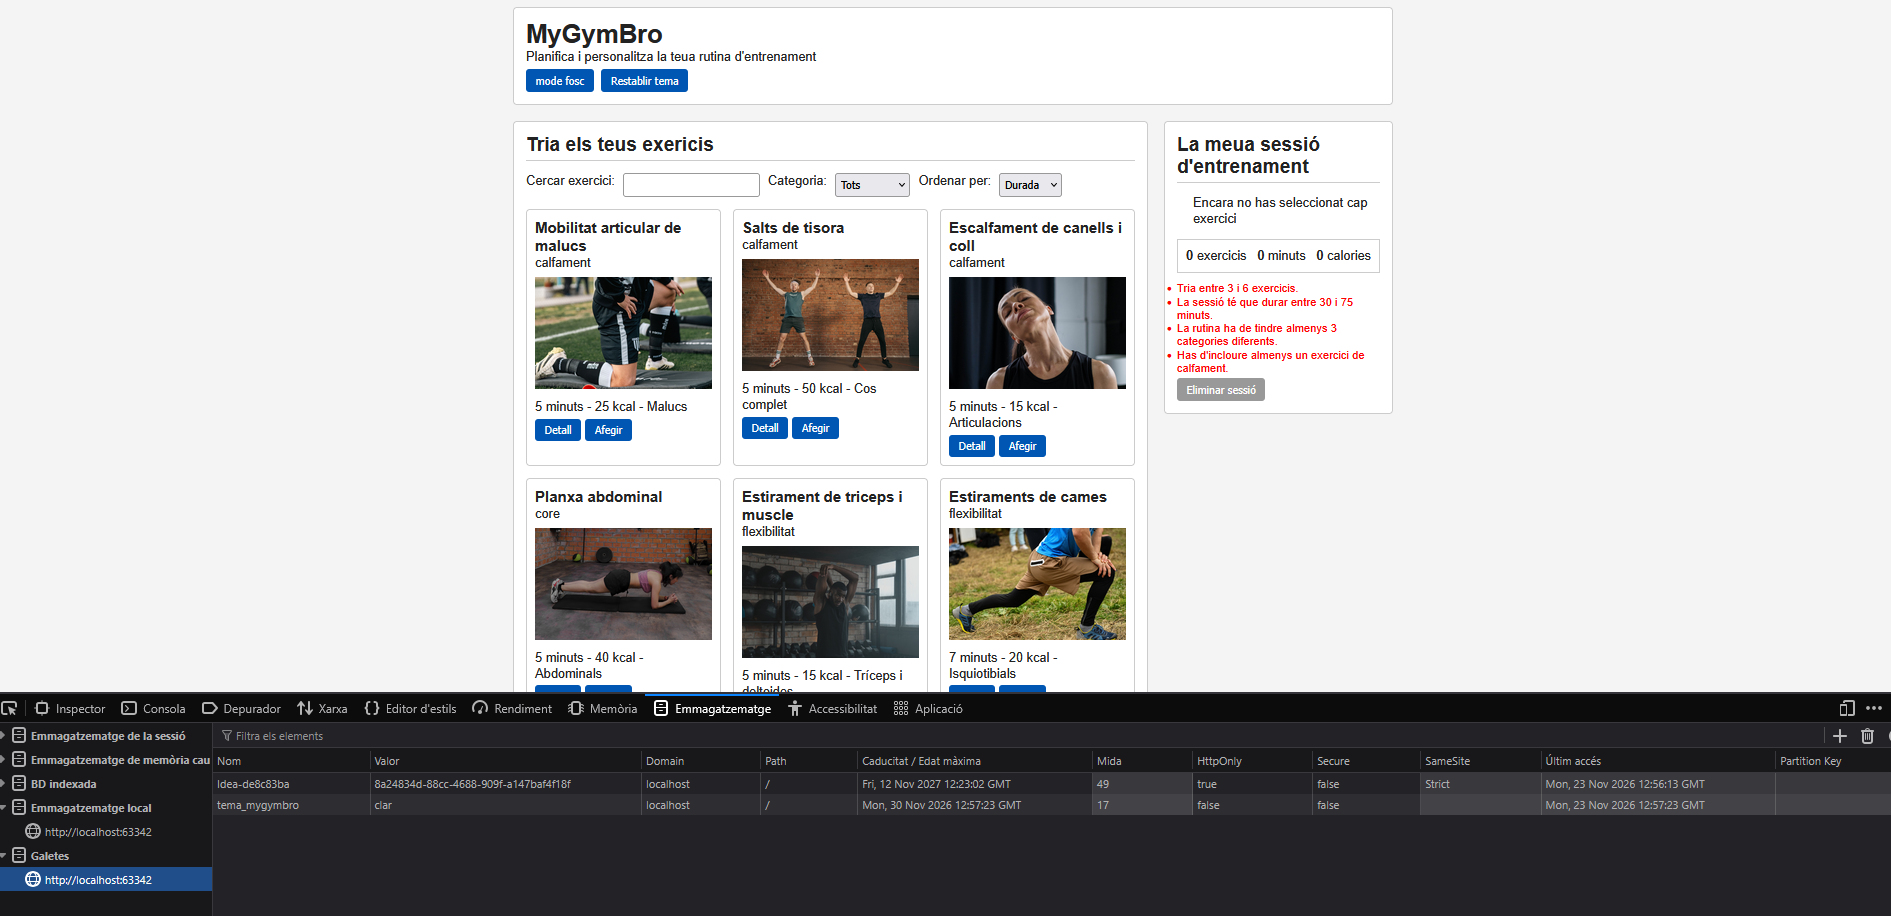 MyGymBro
Planifica i personalitza la teua rutina d'entrenament
mode fosc Restablir tema
Tria els teus exericis
Cercar exercici: Categoria: Tots Ordenar per: Durada
Mobilitat articular de
malucs
calfament
5 minuts - 25 kcal - Malucs
Detall Afegir
Salts de tisora
calfament
5 minuts - 50 kcal - Cos
complet
Detall Afegir
Escalfament de canells i
coll
calfament
5 minuts - 15 kcal -
Articulacions
Detall Afegir
Planxa abdominal
core
5 minuts - 40 kcal -
Abdominals
Estirament de triceps i
muscle
flexibilitat
5 minuts - 15 kcal - Tríceps i
deltoides
Estiraments de cames
flexibilitat
7 minuts - 20 kcal -
Isquiotibials
La meua sessió
d'entrenament
Encara no has seleccionat cap
exercici
0 exercicis 0 minuts 0 calories
Tria entre 3 i 6 exercicis.
La sessió té que durar entre 30 i 75
minuts.
La rutina ha de tindre almenys 3
categories diferents.
Has d'incloure almenys un exercici de
calfament.
Eliminar sessió
Inspector Consola Depurador Xarxa Editor d'estils Rendiment Memòria Emmagatzematge Accessibilitat Aplicació
Emmagatzematge de la sessió
Emmagatzematge de memòria cau
BD indexada
Emmagatzematge local
http://localhost:63342
Galetes
http://localhost:63342
Filtra els elements
Nom Valor Domain Path Caducitat / Edat màxima Mida HttpOnly Secure SameSite Últim accés Partition Key
Idea-de8c83ba 8a24834d-88cc-4688-909f-a147baf4f18f localhost / Fri, 12 Nov 2027 12:23:02 GMT 49 true false Strict Mon, 23 Nov 2026 12:56:13 GMT
tema_mygymbro clar localhost / Mon, 30 Nov 2026 12:57:23 GMT 17 false false Mon, 23 Nov 2026 12:57:23 GMT